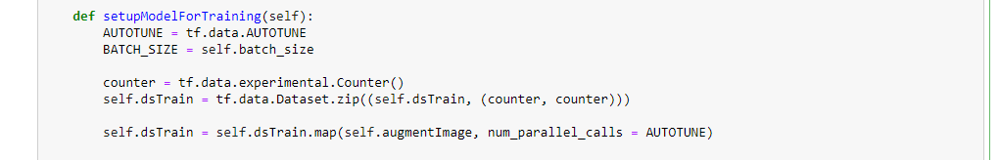 def setupModelForTraining(self):
AUTOTUNE = tf.data.AUTOTUNE
BATCH_SIZE = self.batch_size
counter = tf.data.experimental.Counter()
self.dsTrain = tf.data.Dataset.zip((self.dsTrain, (counter, counter)))
self.dsTrain = self.dsTrain.map(self.augmentImage, num_parallel_calls = AUTOTUNE)